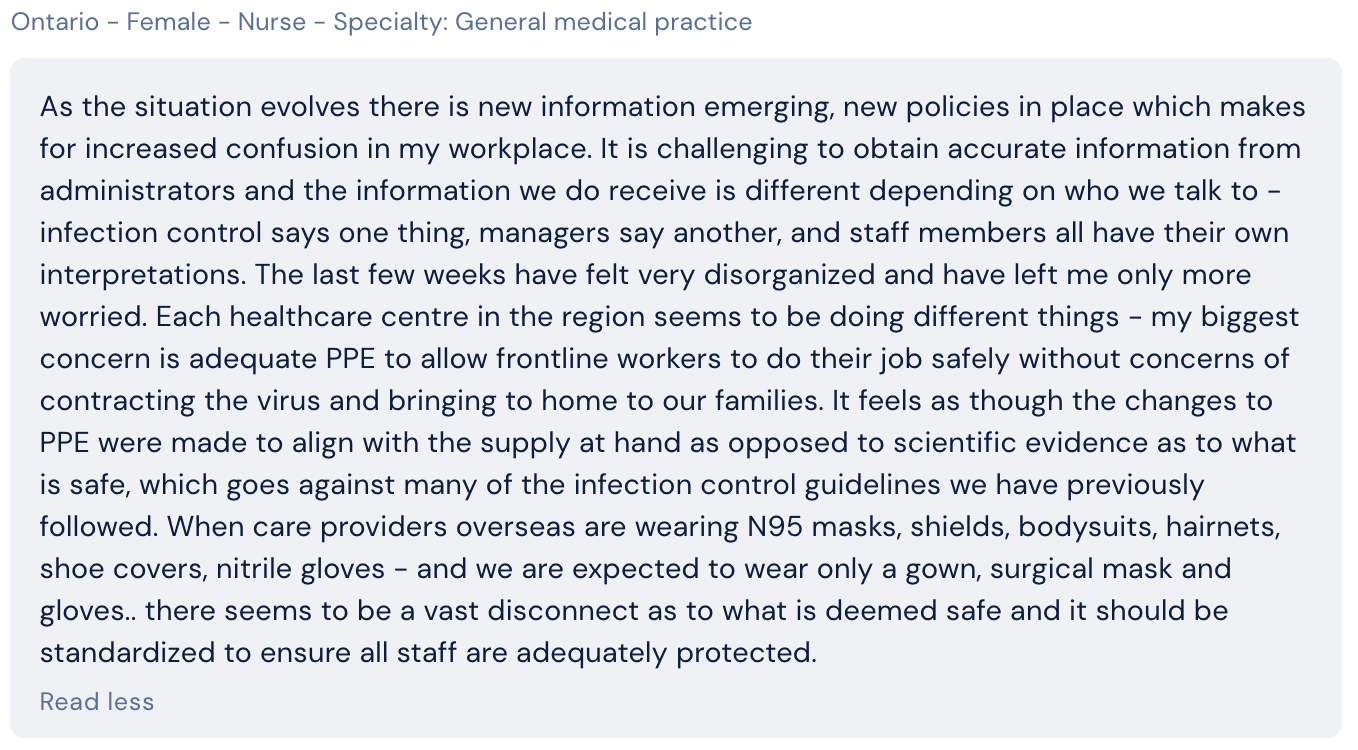 Ontario - Female - Nurse - Specialty: General medical practice
As the situation evolves there is new information emerging, new policies in place which makes
for increased confusion in my workplace. It is challenging to obtain accurate information from
administrators and the information we do receive is different depending on who we talk to -
infection control says one thing, managers say another, and staff members all have their own
interpretations. The last few weeks have felt very disorganized and have left me only more
worried. Each healthcare centre in the region seems to be doing different things - my biggest
concern is adequate PPE to allow frontline workers to do their job safely without concerns of
contracting the virus and bringing to home to our families. It feels as though the changes to
PPE were made to align with the supply at hand as opposed to scientific evidence as to what
is safe, which goes against many of the infection control guidelines we have previously
followed. When care providers overseas are wearing N95 masks, shields, bodysuits, hairnets,
shoe covers, nitrile gloves - and we are expected to wear only a gown, surgical mask and
gloves.. there seems to be a vast disconnect as to what is deemed safe and it should be
standardized to ensure all staff are adequately protected.
Read less